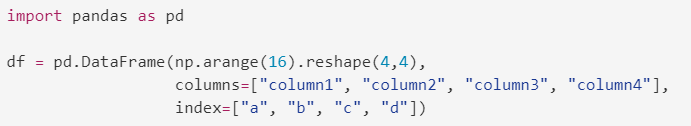 import pandas as pd
df = pd.DataFrame(np.arange(16).reshape(4,4),
                  columns=["column1", "column2", "column3", "column4"],
                  index=["a", "b", "c", "d"])